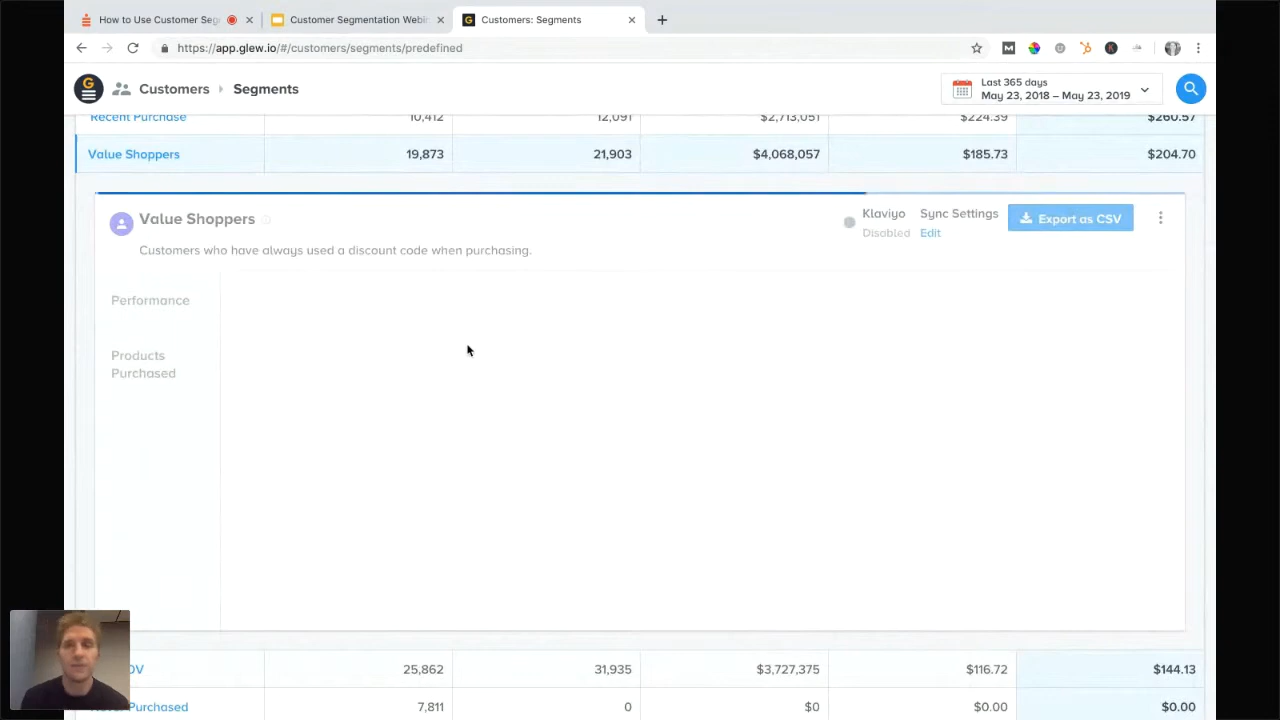 How to Use Customer Seg
Customer Segmentation Webi
G Customers: Segments
https://app.glew.io/#/customers/segments/predefined
M K
G Customers Segments
Last 365 days
May 23, 2018 – May 23, 2019
Recent Purchase 10,412 12,091 $2,713,051 $224.39 $260.57
Value Shoppers 19,873 21,903 $4,068,057 $185.73 $204.70
Value Shoppers
Klaviyo Sync Settings Export as CSV
Disabled Edit
Customers who have always used a discount code when purchasing.
Performance
Products
Purchased
OV 25,862 31,935 $3,727,375 $116.72 $144.13
Purchased 7,811 0 $0 $0.00 $0.00